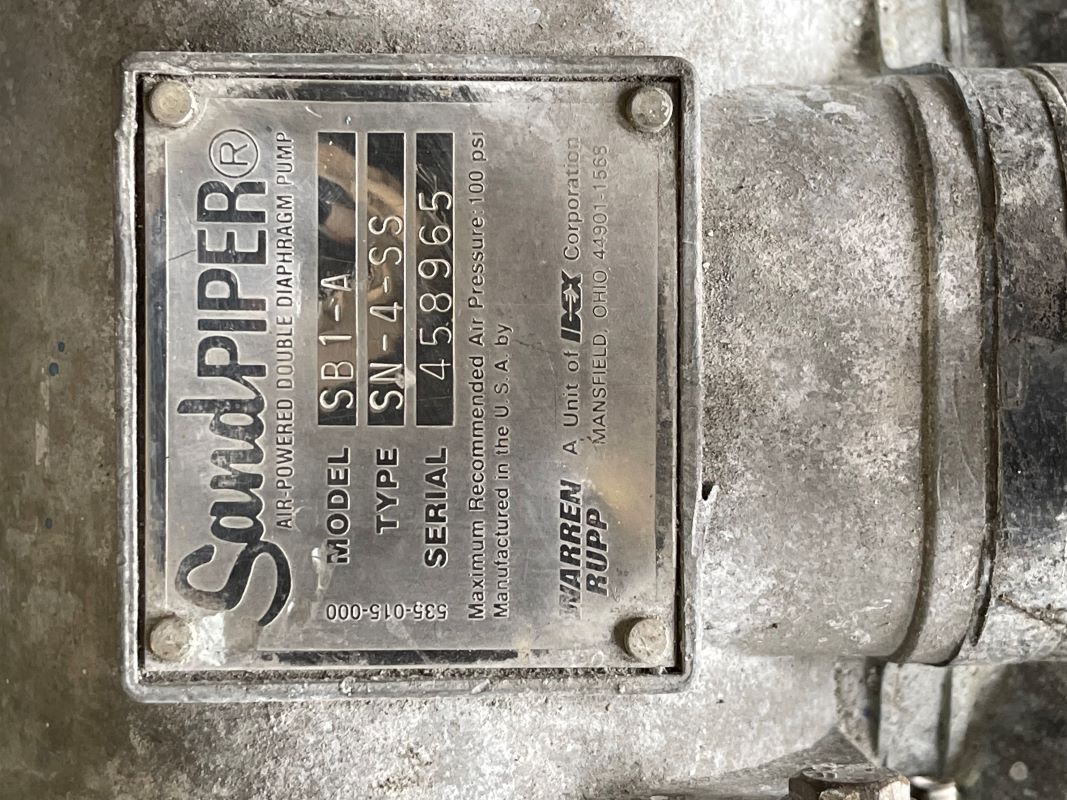 SandPIPER®
AIR-POWERED DOUBLE DIAPHRAGM PUMP
MODEL SB1-A
TYPE SN-4-SS
SERIAL 458965
535-015-000
Maximum Recommended Air Pressure: 100 psi
Manufactured in the U. S. A. by
WARREN RUPP A Unit of IDEX Corporation
MANSFIELD, OHIO 44901-1568